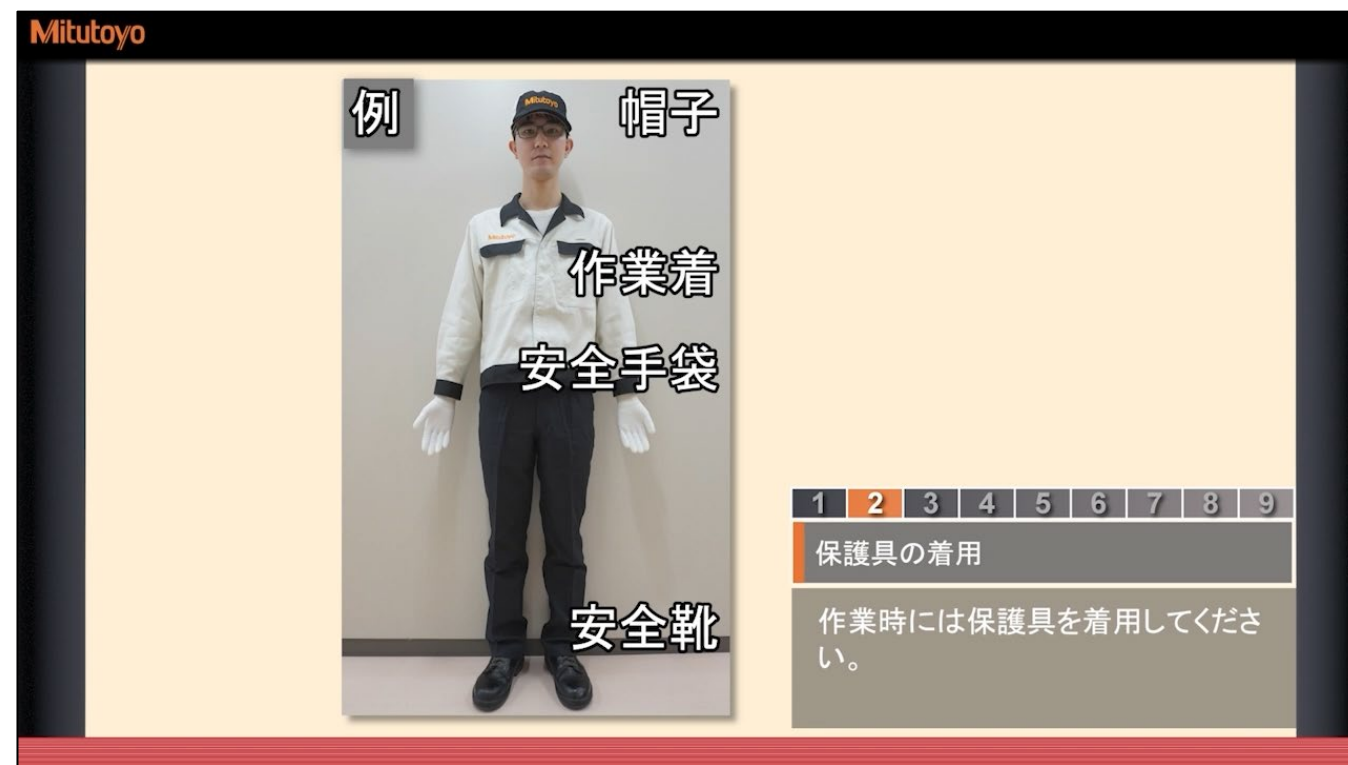 Mitutoyo
例
帽子
Mitutoyo
Mitutoyo
作業着
安全手袋
安全靴
1 2 3 4 5 6 7 8 9
保護具の着用
作業時には保護具を着用してくださ
い。